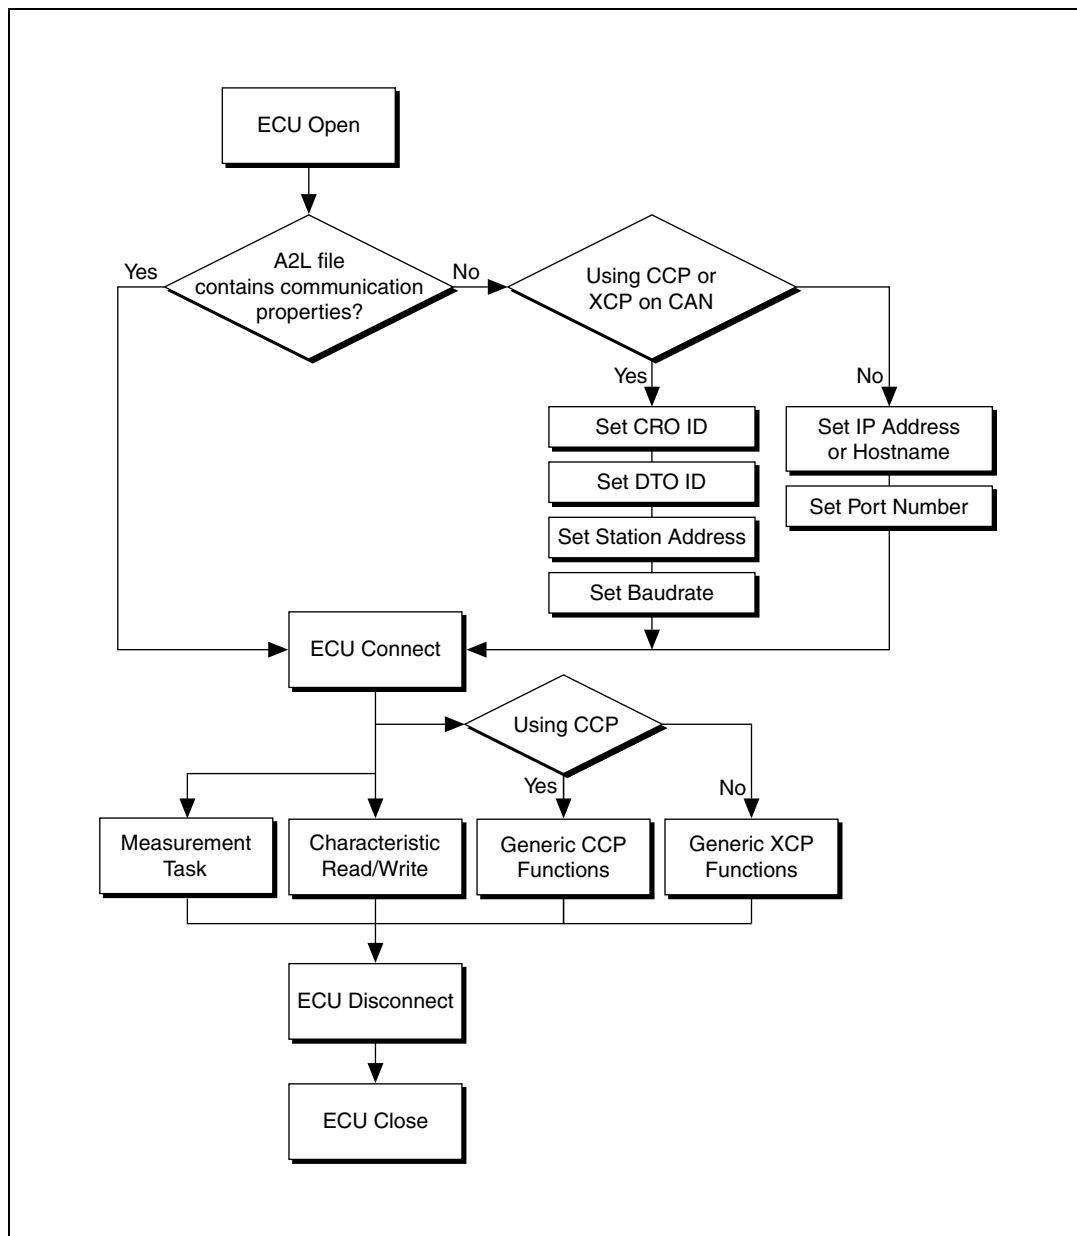 ECU Open
A2L file
contains communication
properties?
Yes
No
Using CCP or
XCP on CAN
Yes
No
Set CRO ID
Set DTO ID
Set Station Address
Set Baudrate
Set IP Address
or Hostname
Set Port Number
ECU Connect
Using CCP
Yes
No
Measurement
Task
Characteristic
Read/Write
Generic CCP
Functions
Generic XCP
Functions
ECU Disconnect
ECU Close